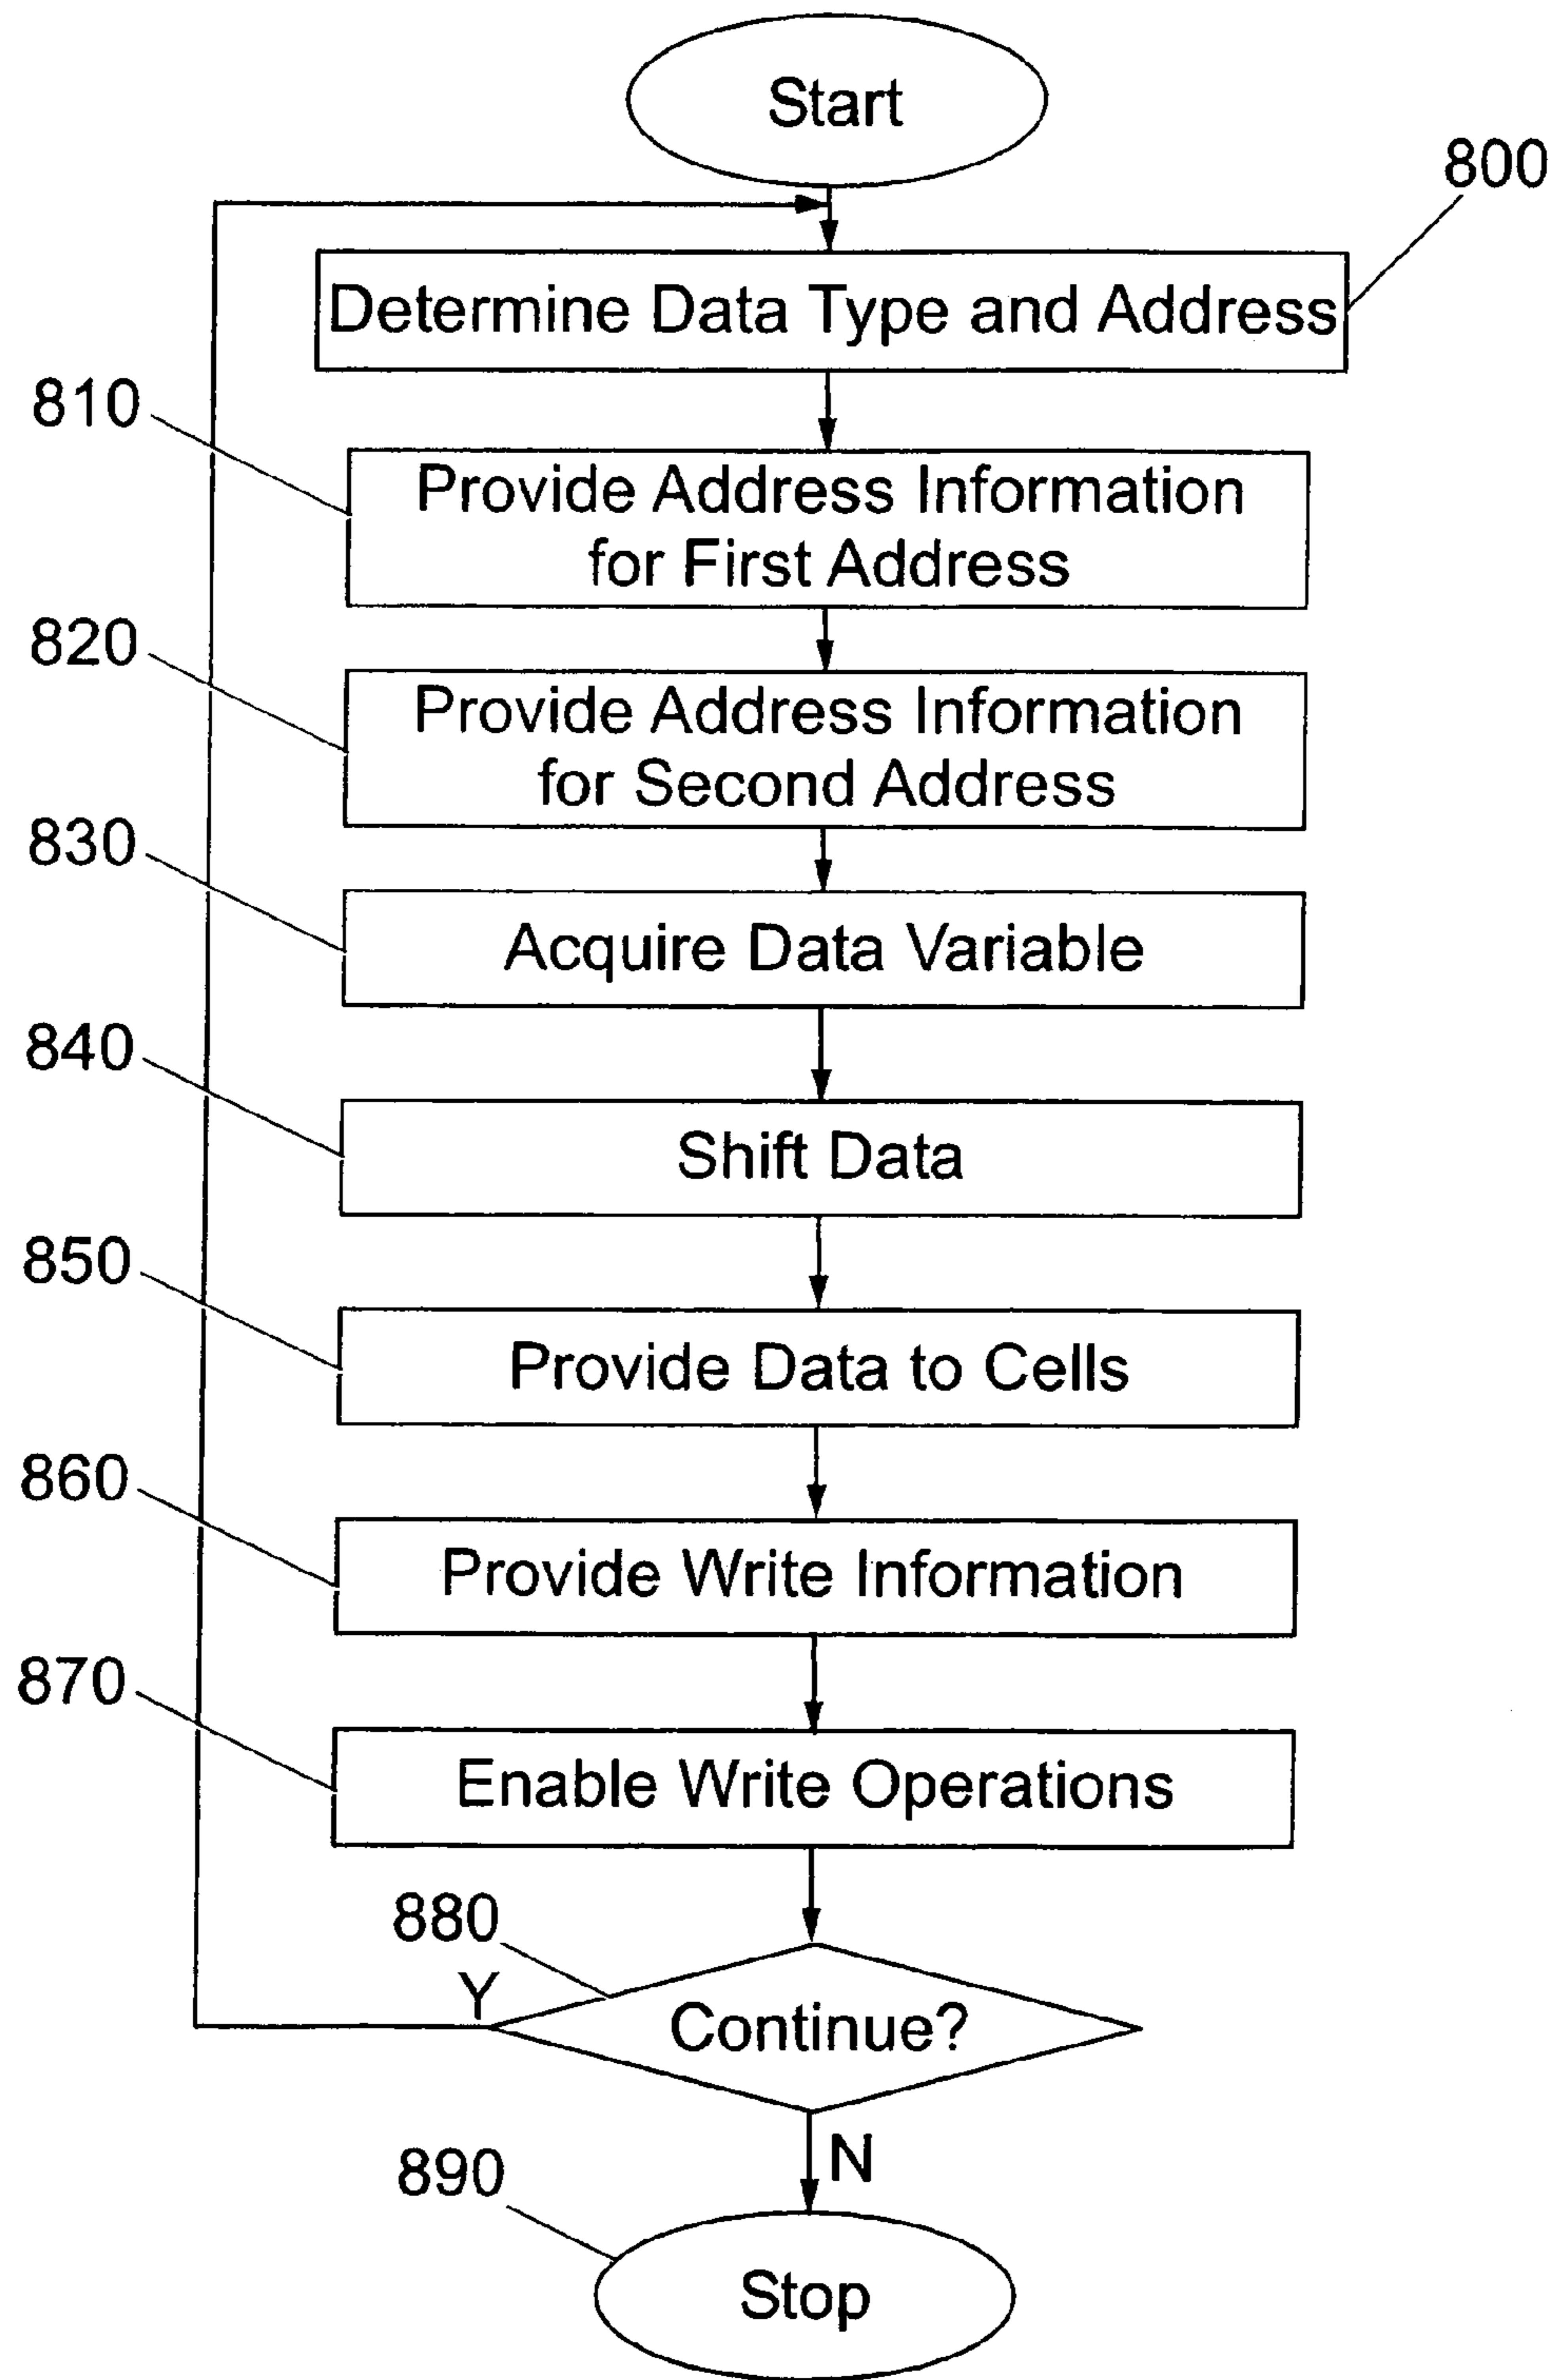 Start
800
Determine Data Type and Address
810
Provide Address Information
for First Address
820
Provide Address Information
for Second Address
830
Acquire Data Variable
840
Shift Data
850
Provide Data to Cells
860
Provide Write Information
870
Enable Write Operations
880
Y
Continue?
N
890
Stop